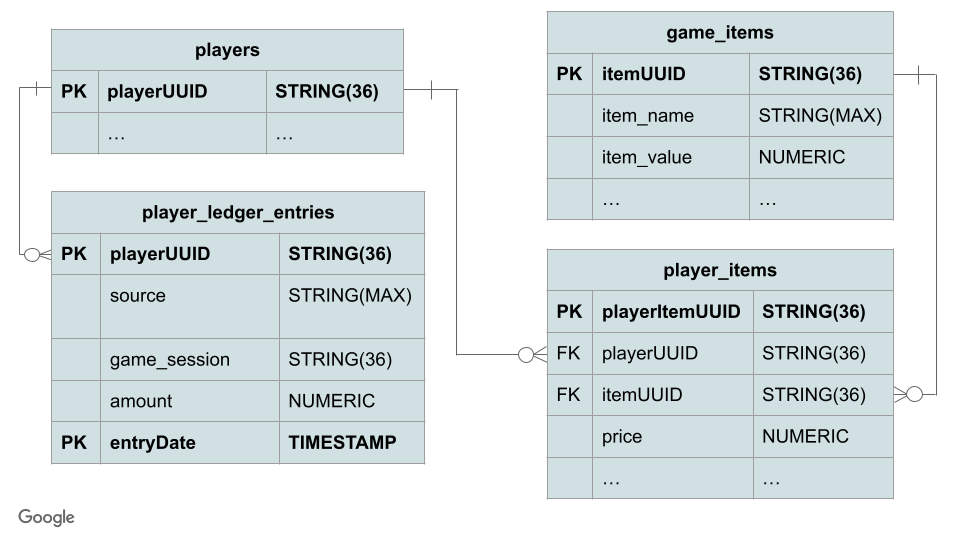 players
PK playerUUID STRING(36)
… …
player_ledger_entries
PK playerUUID STRING(36)
source STRING(MAX)
game_session STRING(36)
amount NUMERIC
PK entryDate TIMESTAMP
game_items
PK itemUUID STRING(36)
item_name STRING(MAX)
item_value NUMERIC
… …
player_items
PK playerItemUUID STRING(36)
FK playerUUID STRING(36)
FK itemUUID STRING(36)
price NUMERIC
… …
Google